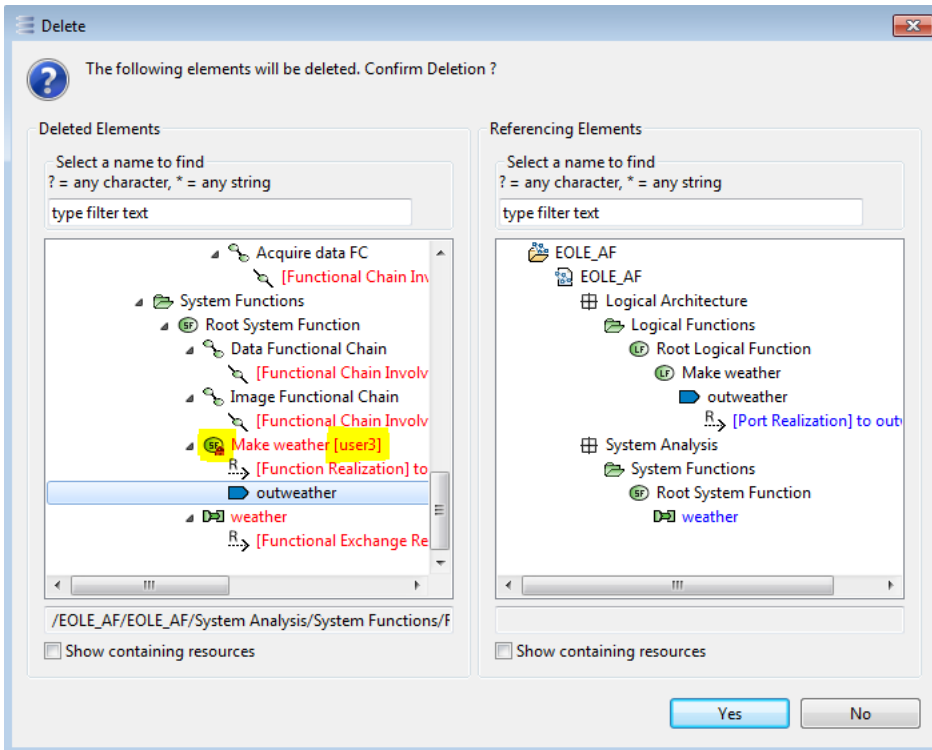 Delete
The following elements will be deleted. Confirm Deletion ?
Deleted Elements
Select a name to find
? = any character, * = any string
type filter text
Acquire data FC
[Functional Chain Inv
System Functions
SF Root System Function
Data Functional Chain
[Functional Chain Involv
Image Functional Chain
[Functional Chain Involv
SF Make weather [user3]
R [Function Realization] to
outweather
weather
R [Functional Exchange Re
/EOLE_AF/EOLE_AF/System Analysis/System Functions/F
Show containing resources
Referencing Elements
Select a name to find
? = any character, * = any string
type filter text
EOLE_AF
EOLE_AF
Logical Architecture
Logical Functions
LF Root Logical Function
LF Make weather
outweather
R [Port Realization] to out
System Analysis
System Functions
SF Root System Function
weather
Show containing resources
Yes
No